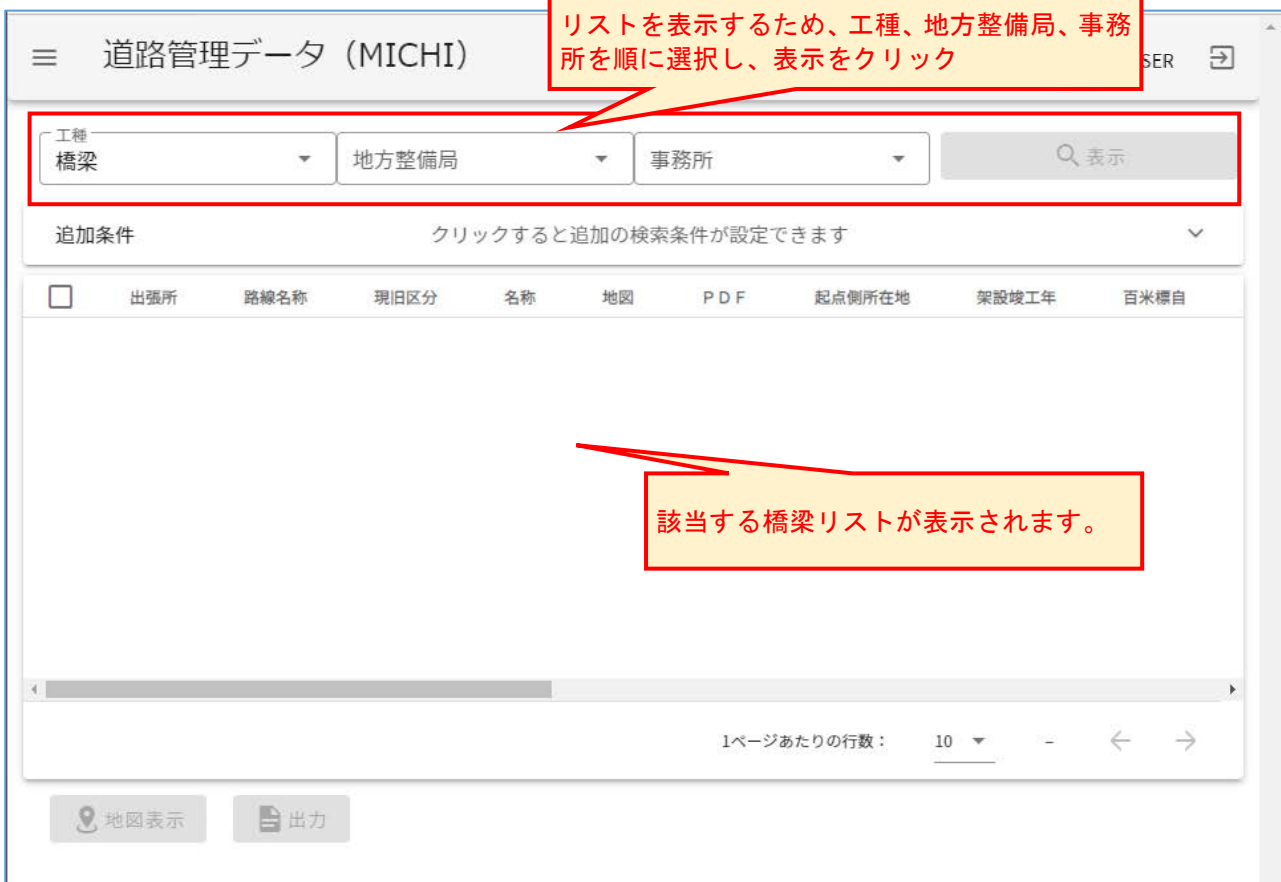 リストを表示するため、工種、地方整備局、事務
所を順に選択し、表示をクリック
道路管理データ（MICHI）
SER
工種
橋梁
地方整備局
事務所
表示
追加条件
クリックすると追加の検索条件が設定できます
出張所 路線名称 現旧区分 名称 地図 ＰＤＦ 起点側所在地 架設竣工年 百米標自
該当する橋梁リストが表示されます。
1ページあたりの行数： 10 –
地図表示
出力